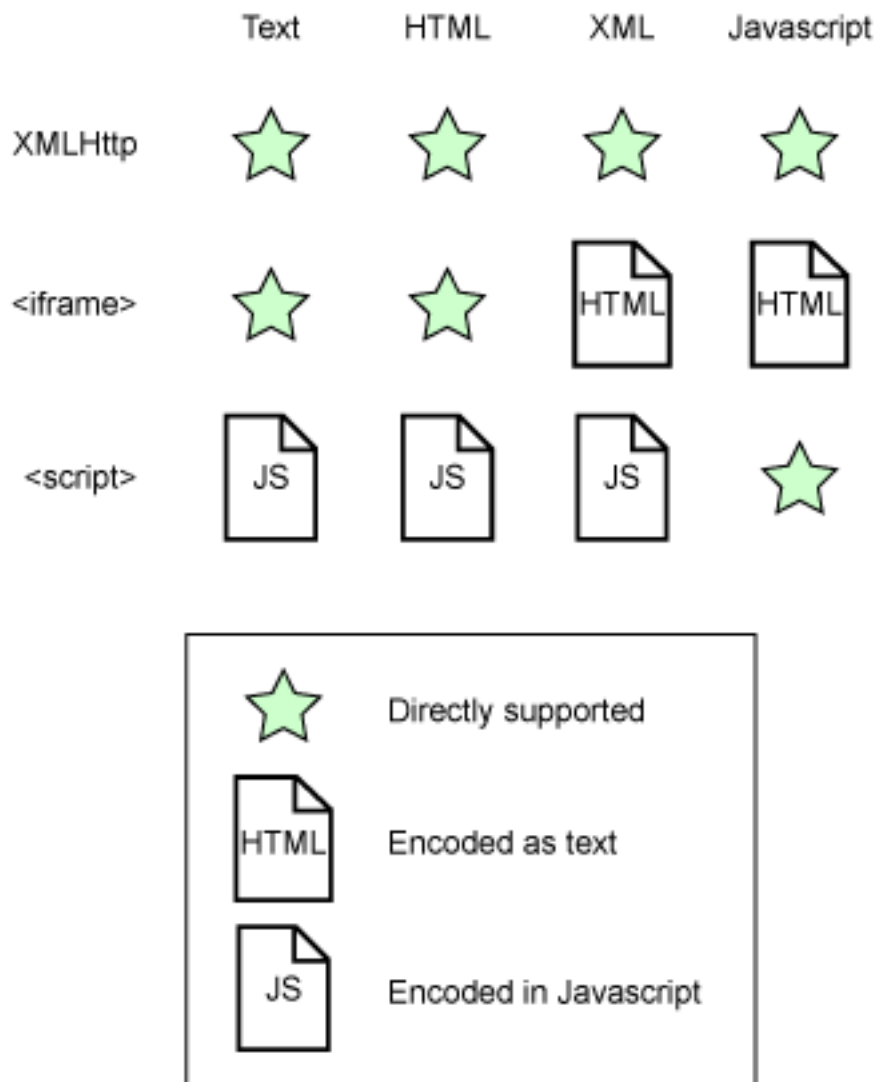 Text HTML XML Javascript
XMLHttp
<iframe> HTML HTML
<script> JS JS JS
Directly supported
HTML Encoded as text
JS Encoded in Javascript